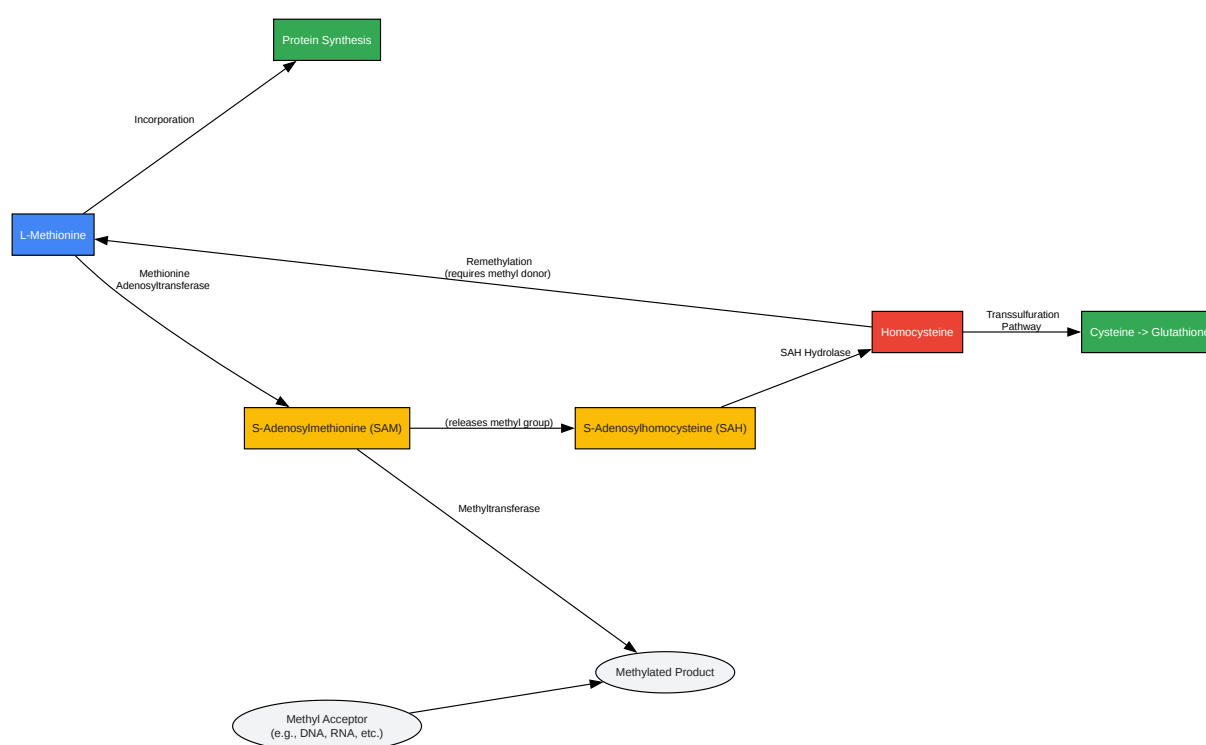 Protein Synthesis
Incorporation
L-Methionine
Methionine
Adenosyltransferase
Remethylation
(requires methyl donor)
Homocysteine
Transsulfuration
Pathway
Cysteine -> Glutathione
SAH Hydrolase
S-Adenosylmethionine (SAM)
(releases methyl group)
S-Adenosylhomocysteine (SAH)
Methyltransferase
Methylated Product
Methyl Acceptor
(e.g., DNA, RNA, etc.)